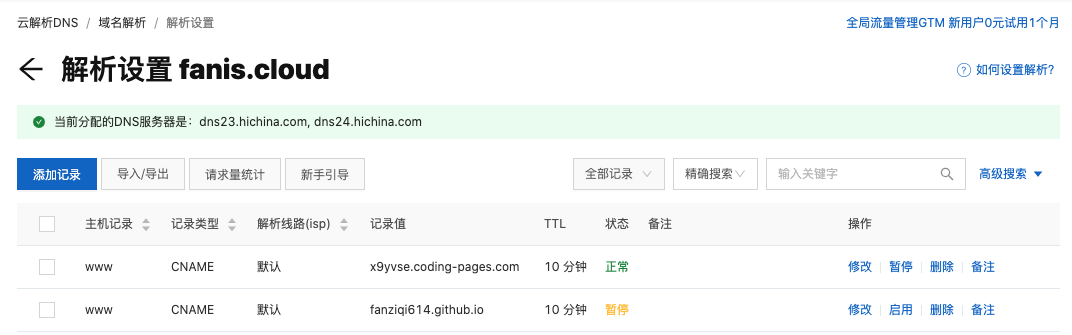 云解析DNS / 域名解析 / 解析设置 全局流量管理GTM 新用户0元试用1个月
← 解析设置 fanis.cloud ? 如何设置解析?
当前分配的DNS服务器是：dns23.hichina.com, dns24.hichina.com
添加记录 导入/导出 请求量统计 新手引导 全部记录 精确搜索 输入关键字 高级搜索
主机记录 记录类型 解析线路(isp) 记录值 TTL 状态 备注 操作
www CNAME 默认 x9yvse.coding-pages.com 10 分钟 正常 修改 暂停 删除 备注
www CNAME 默认 fanziqi614.github.io 10 分钟 暂停 修改 启用 删除 备注